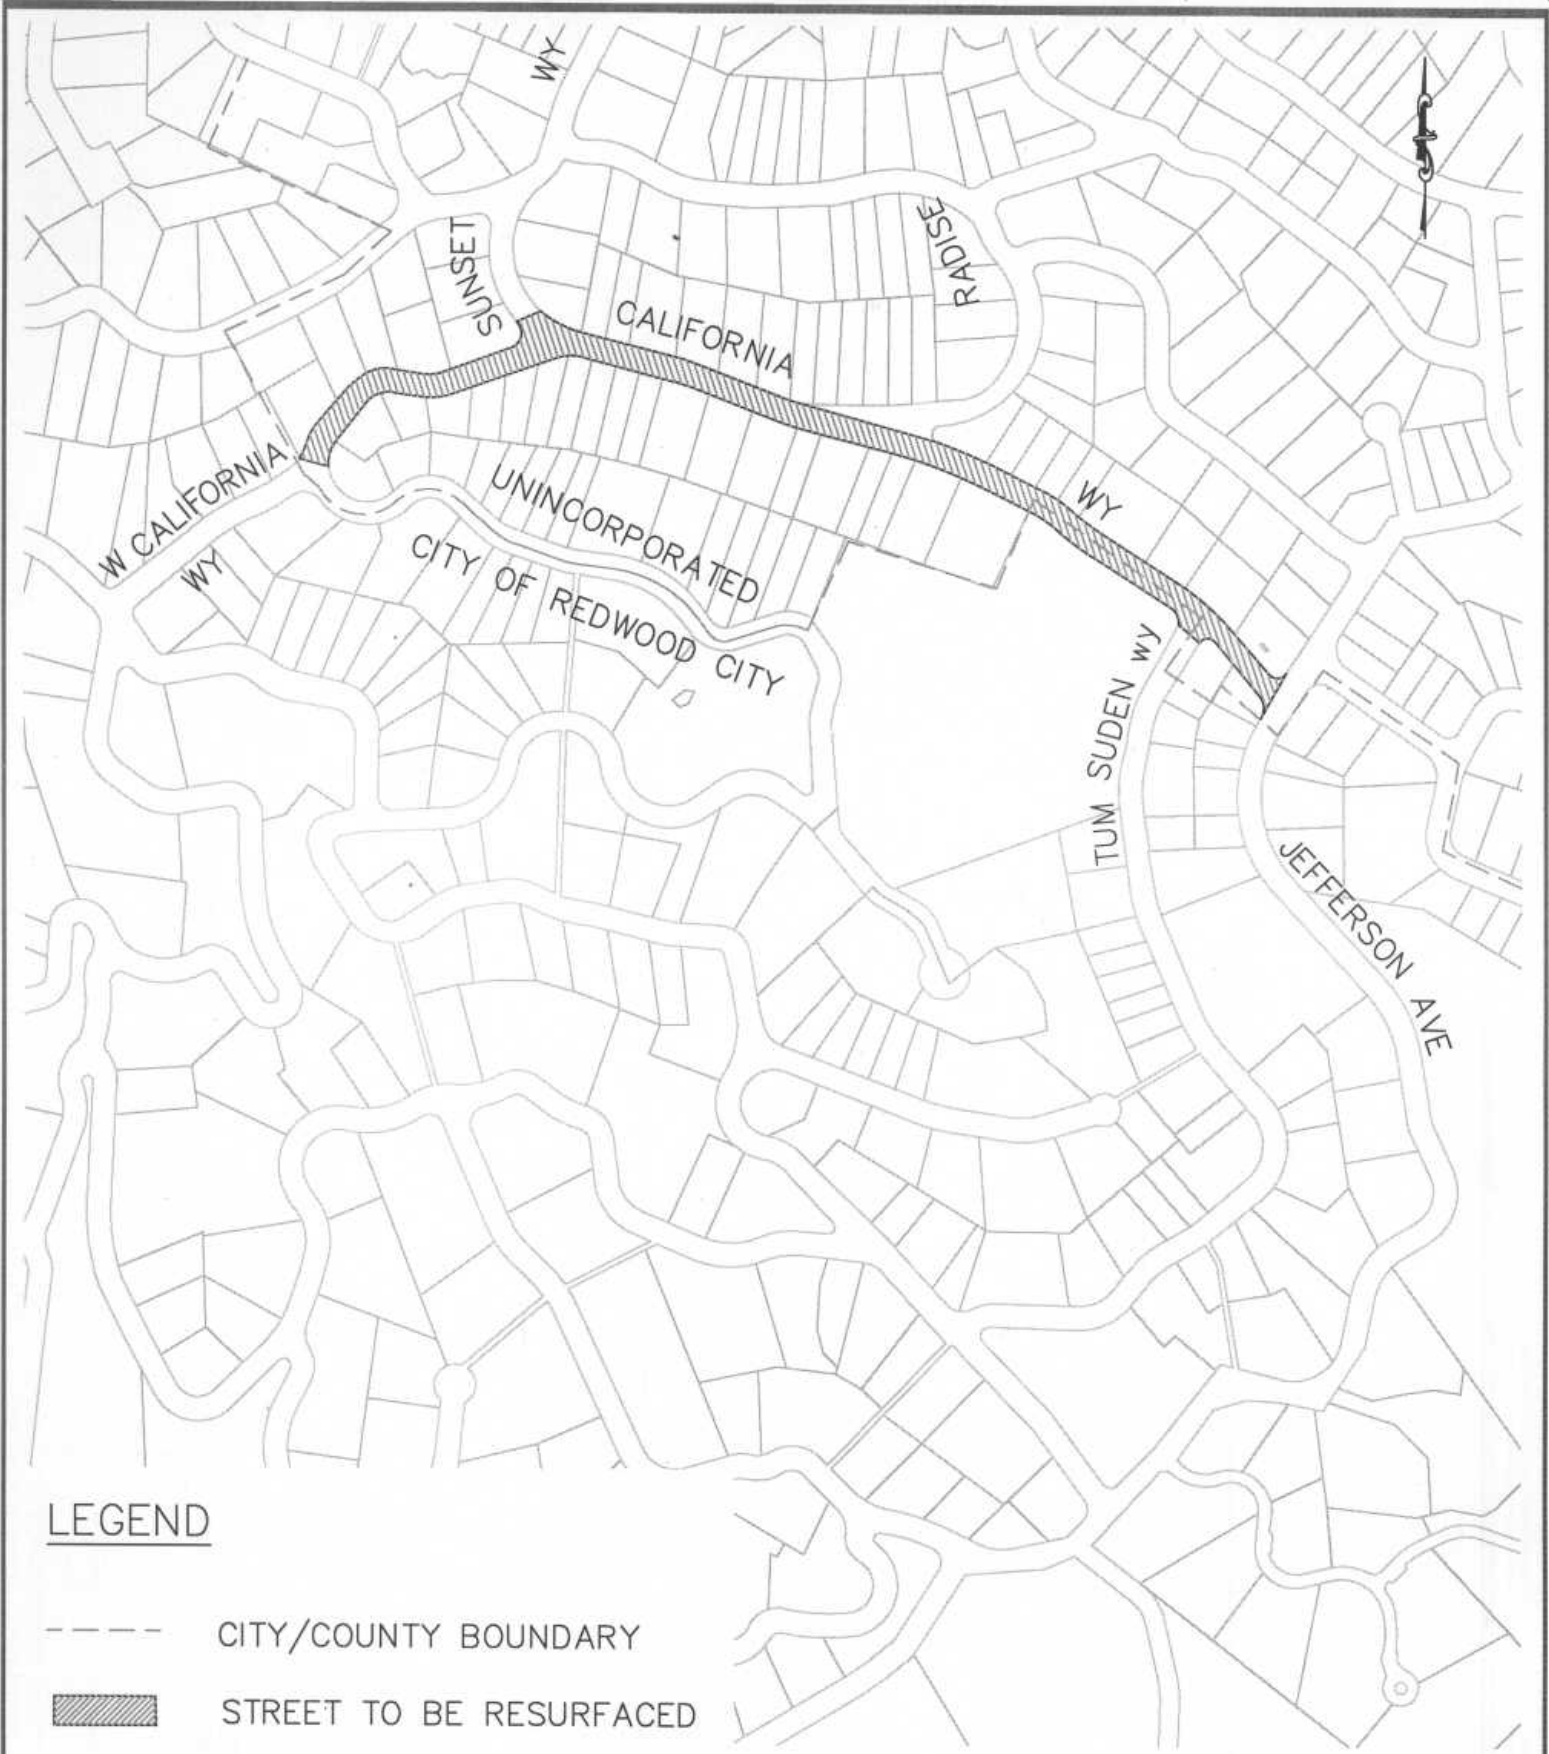 WY
SUNSET
RADISE
CALIFORNIA
WY
W CALIFORNIA
WY
UNINCORPORATED
CITY OF REDWOOD CITY
TUM SUDEN WY
JEFFERSON AVE
LEGEND
CITY/COUNTY BOUNDARY
STREET TO BE RESURFACED